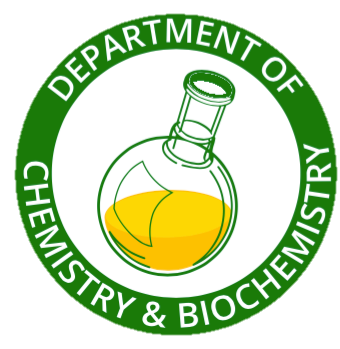 DEPARTMENT OF
CHEMISTRY & BIOCHEMISTRY